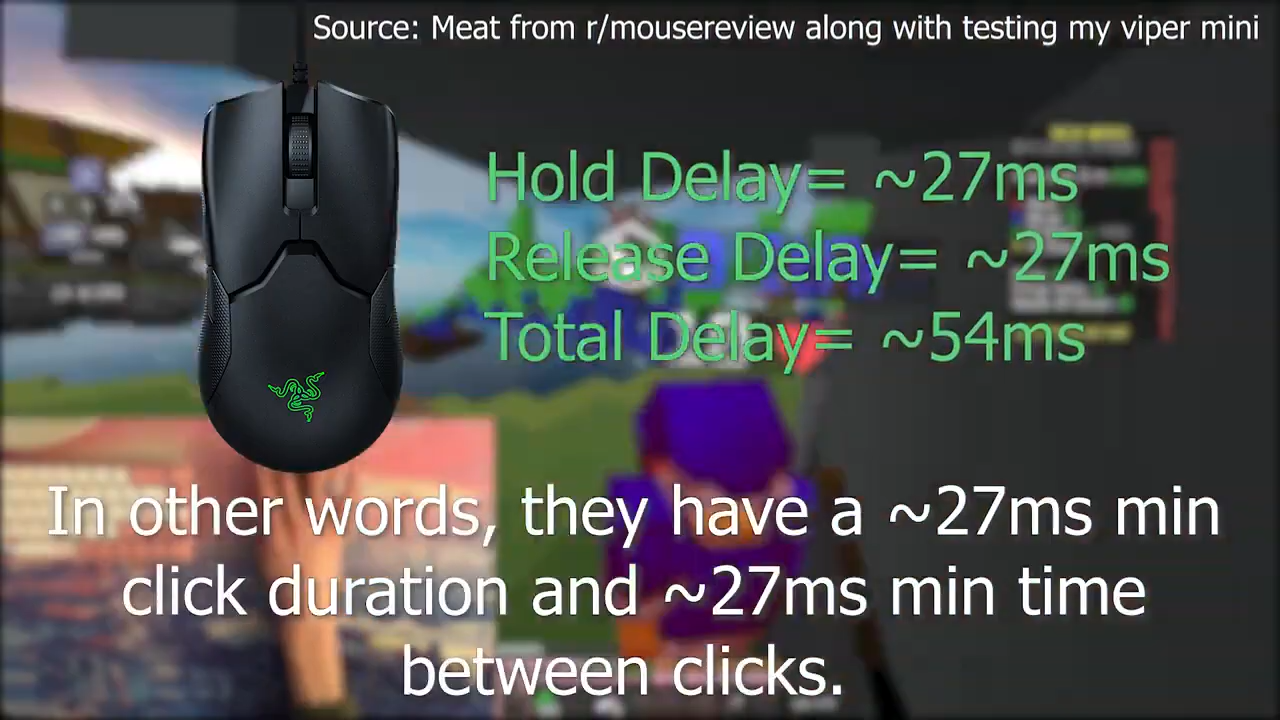 Source: Meat from r/mousereview along with testing my viper mini
Hold Delay= ~27ms
Release Delay= ~27ms
Total Delay= ~54ms
In other words, they have a ~27ms min
click duration and ~27ms min time
between clicks.